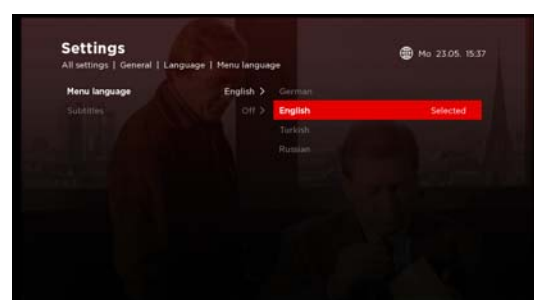 Settings
Mo 23.05. 15:37
All settings | General | Language | Menu language
Menu language English > German
Subtitles Off > English Selected
Turkish
Russian